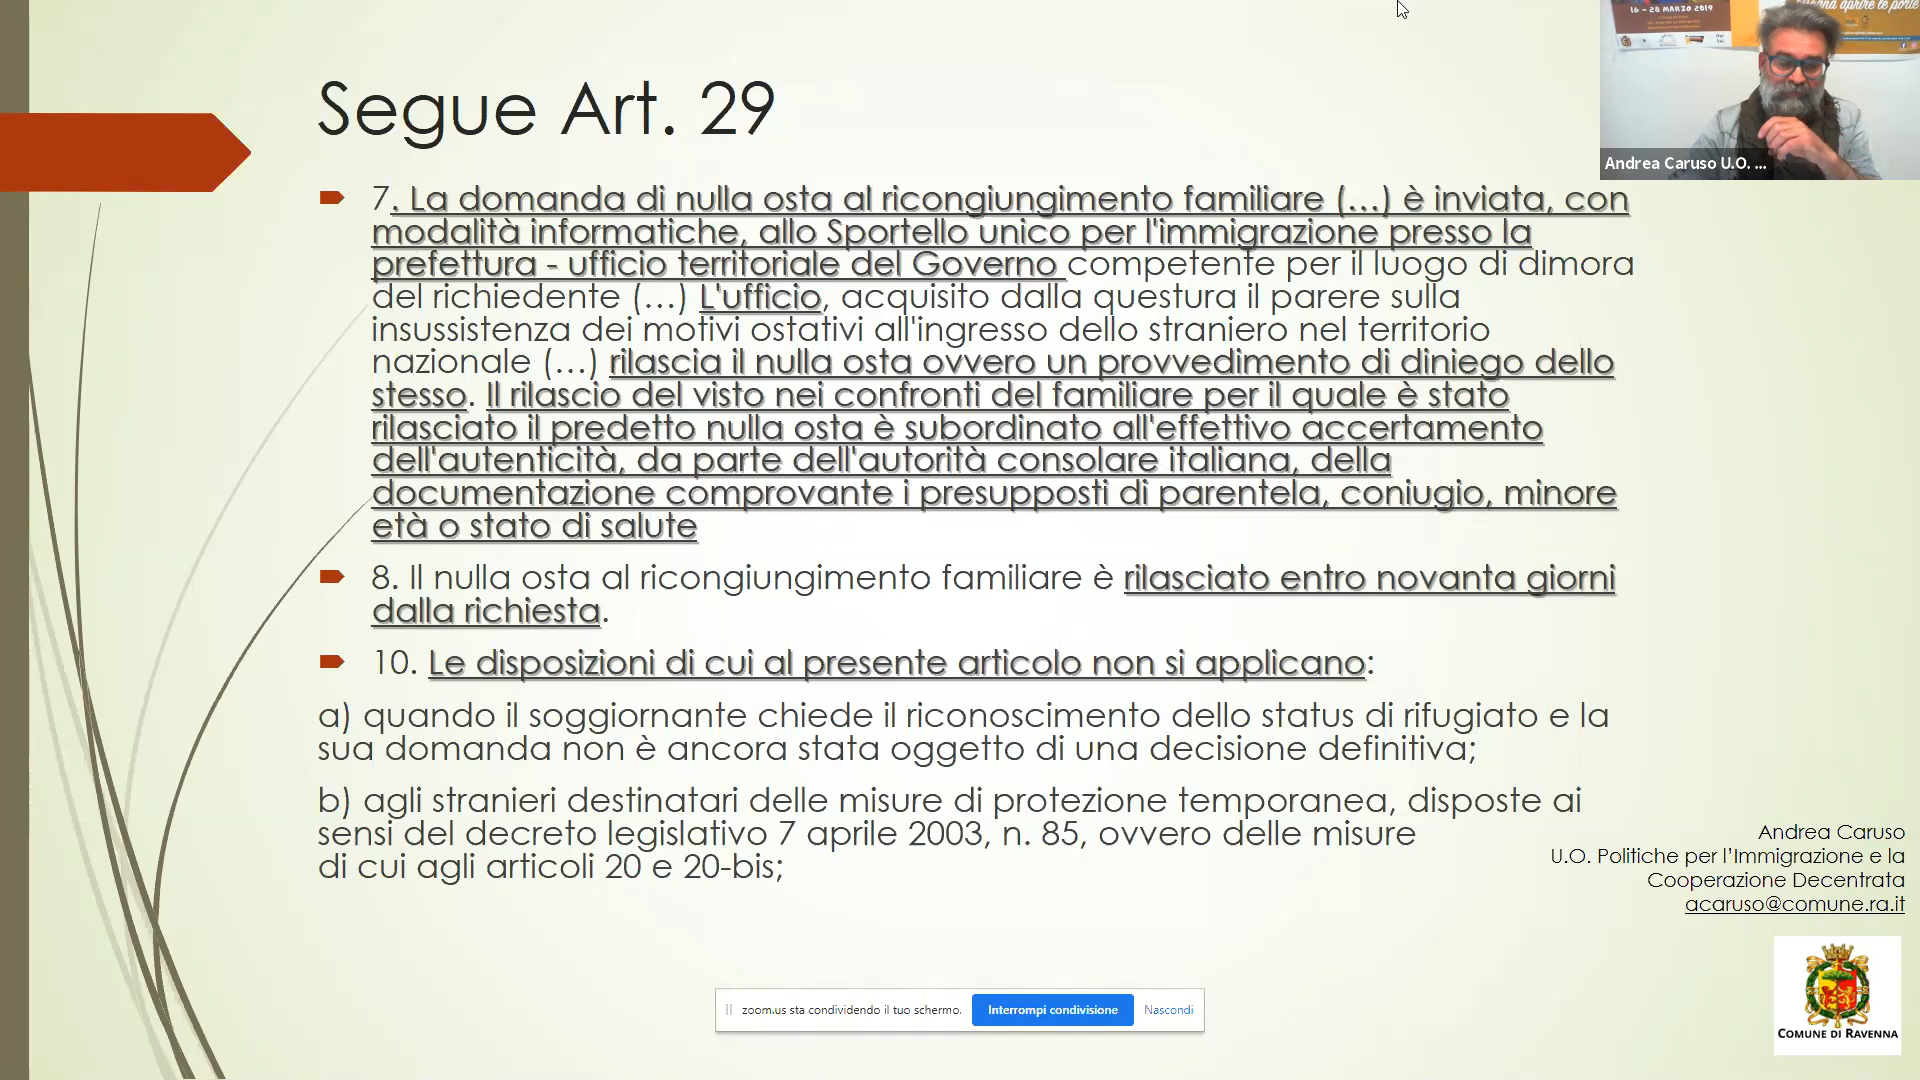 Segue Art. 29
7. La domanda di nulla osta al ricongiungimento familiare (…) è inviata, con
modalità informatiche, allo Sportello unico per l'immigrazione presso la
prefettura - ufficio territoriale del Governo competente per il luogo di dimora
del richiedente (…) L'ufficio, acquisito dalla questura il parere sulla
insussistenza dei motivi ostativi all'ingresso dello straniero nel territorio
nazionale (…) rilascia il nulla osta ovvero un provvedimento di diniego dello
stesso. Il rilascio del visto nei confronti del familiare per il quale è stato
rilasciato il predetto nulla osta è subordinato all'effettivo accertamento
dell'autenticità, da parte dell'autorità consolare italiana, della
documentazione comprovante i presupposti di parentela, coniugio, minore
età o stato di salute
8. Il nulla osta al ricongiungimento familiare è rilasciato entro novanta giorni
dalla richiesta.
10. Le disposizioni di cui al presente articolo non si applicano:
a) quando il soggiornante chiede il riconoscimento dello status di rifugiato e la
sua domanda non è ancora stata oggetto di una decisione definitiva;
b) agli stranieri destinatari delle misure di protezione temporanea, disposte ai
sensi del decreto legislativo 7 aprile 2003, n. 85, ovvero delle misure
di cui agli articoli 20 e 20-bis;
16 - 28 MARZO 2019
aprire le porte
Andrea Caruso U.O. ...
Andrea Caruso
U.O. Politiche per l’Immigrazione e la
Cooperazione Decentrata
acaruso@comune.ra.it
COMUNE DI RAVENNA
zoom.us sta condividendo il tuo schermo.
Interrompi condivisione
Nascondi